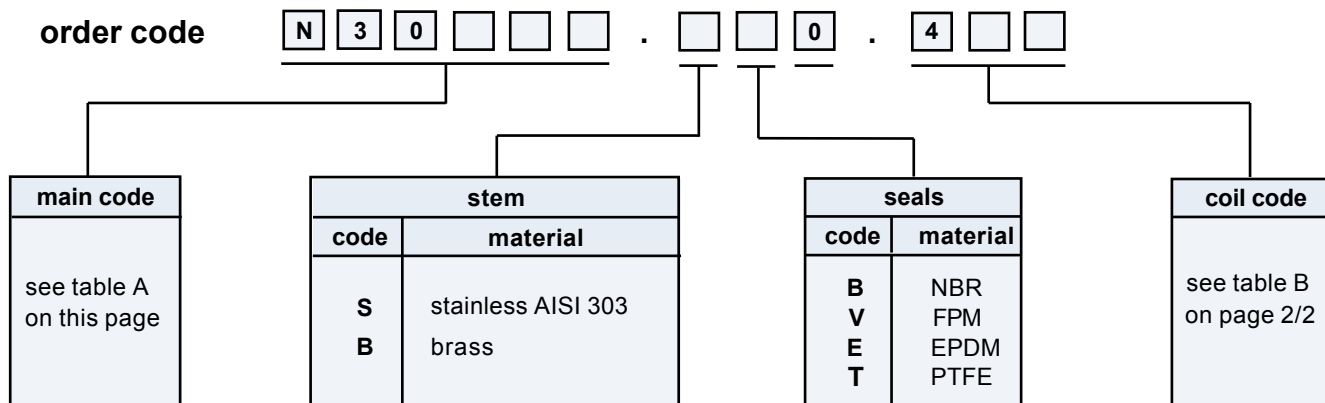 order code N 3 0 . 0 . 4
main code
see table A
on this page
stem
code material
S stainless AISI 303
B brass
seals
code material
B NBR
V FPM
E EPDM
T PTFE
coil code
see table B
on page 2/2